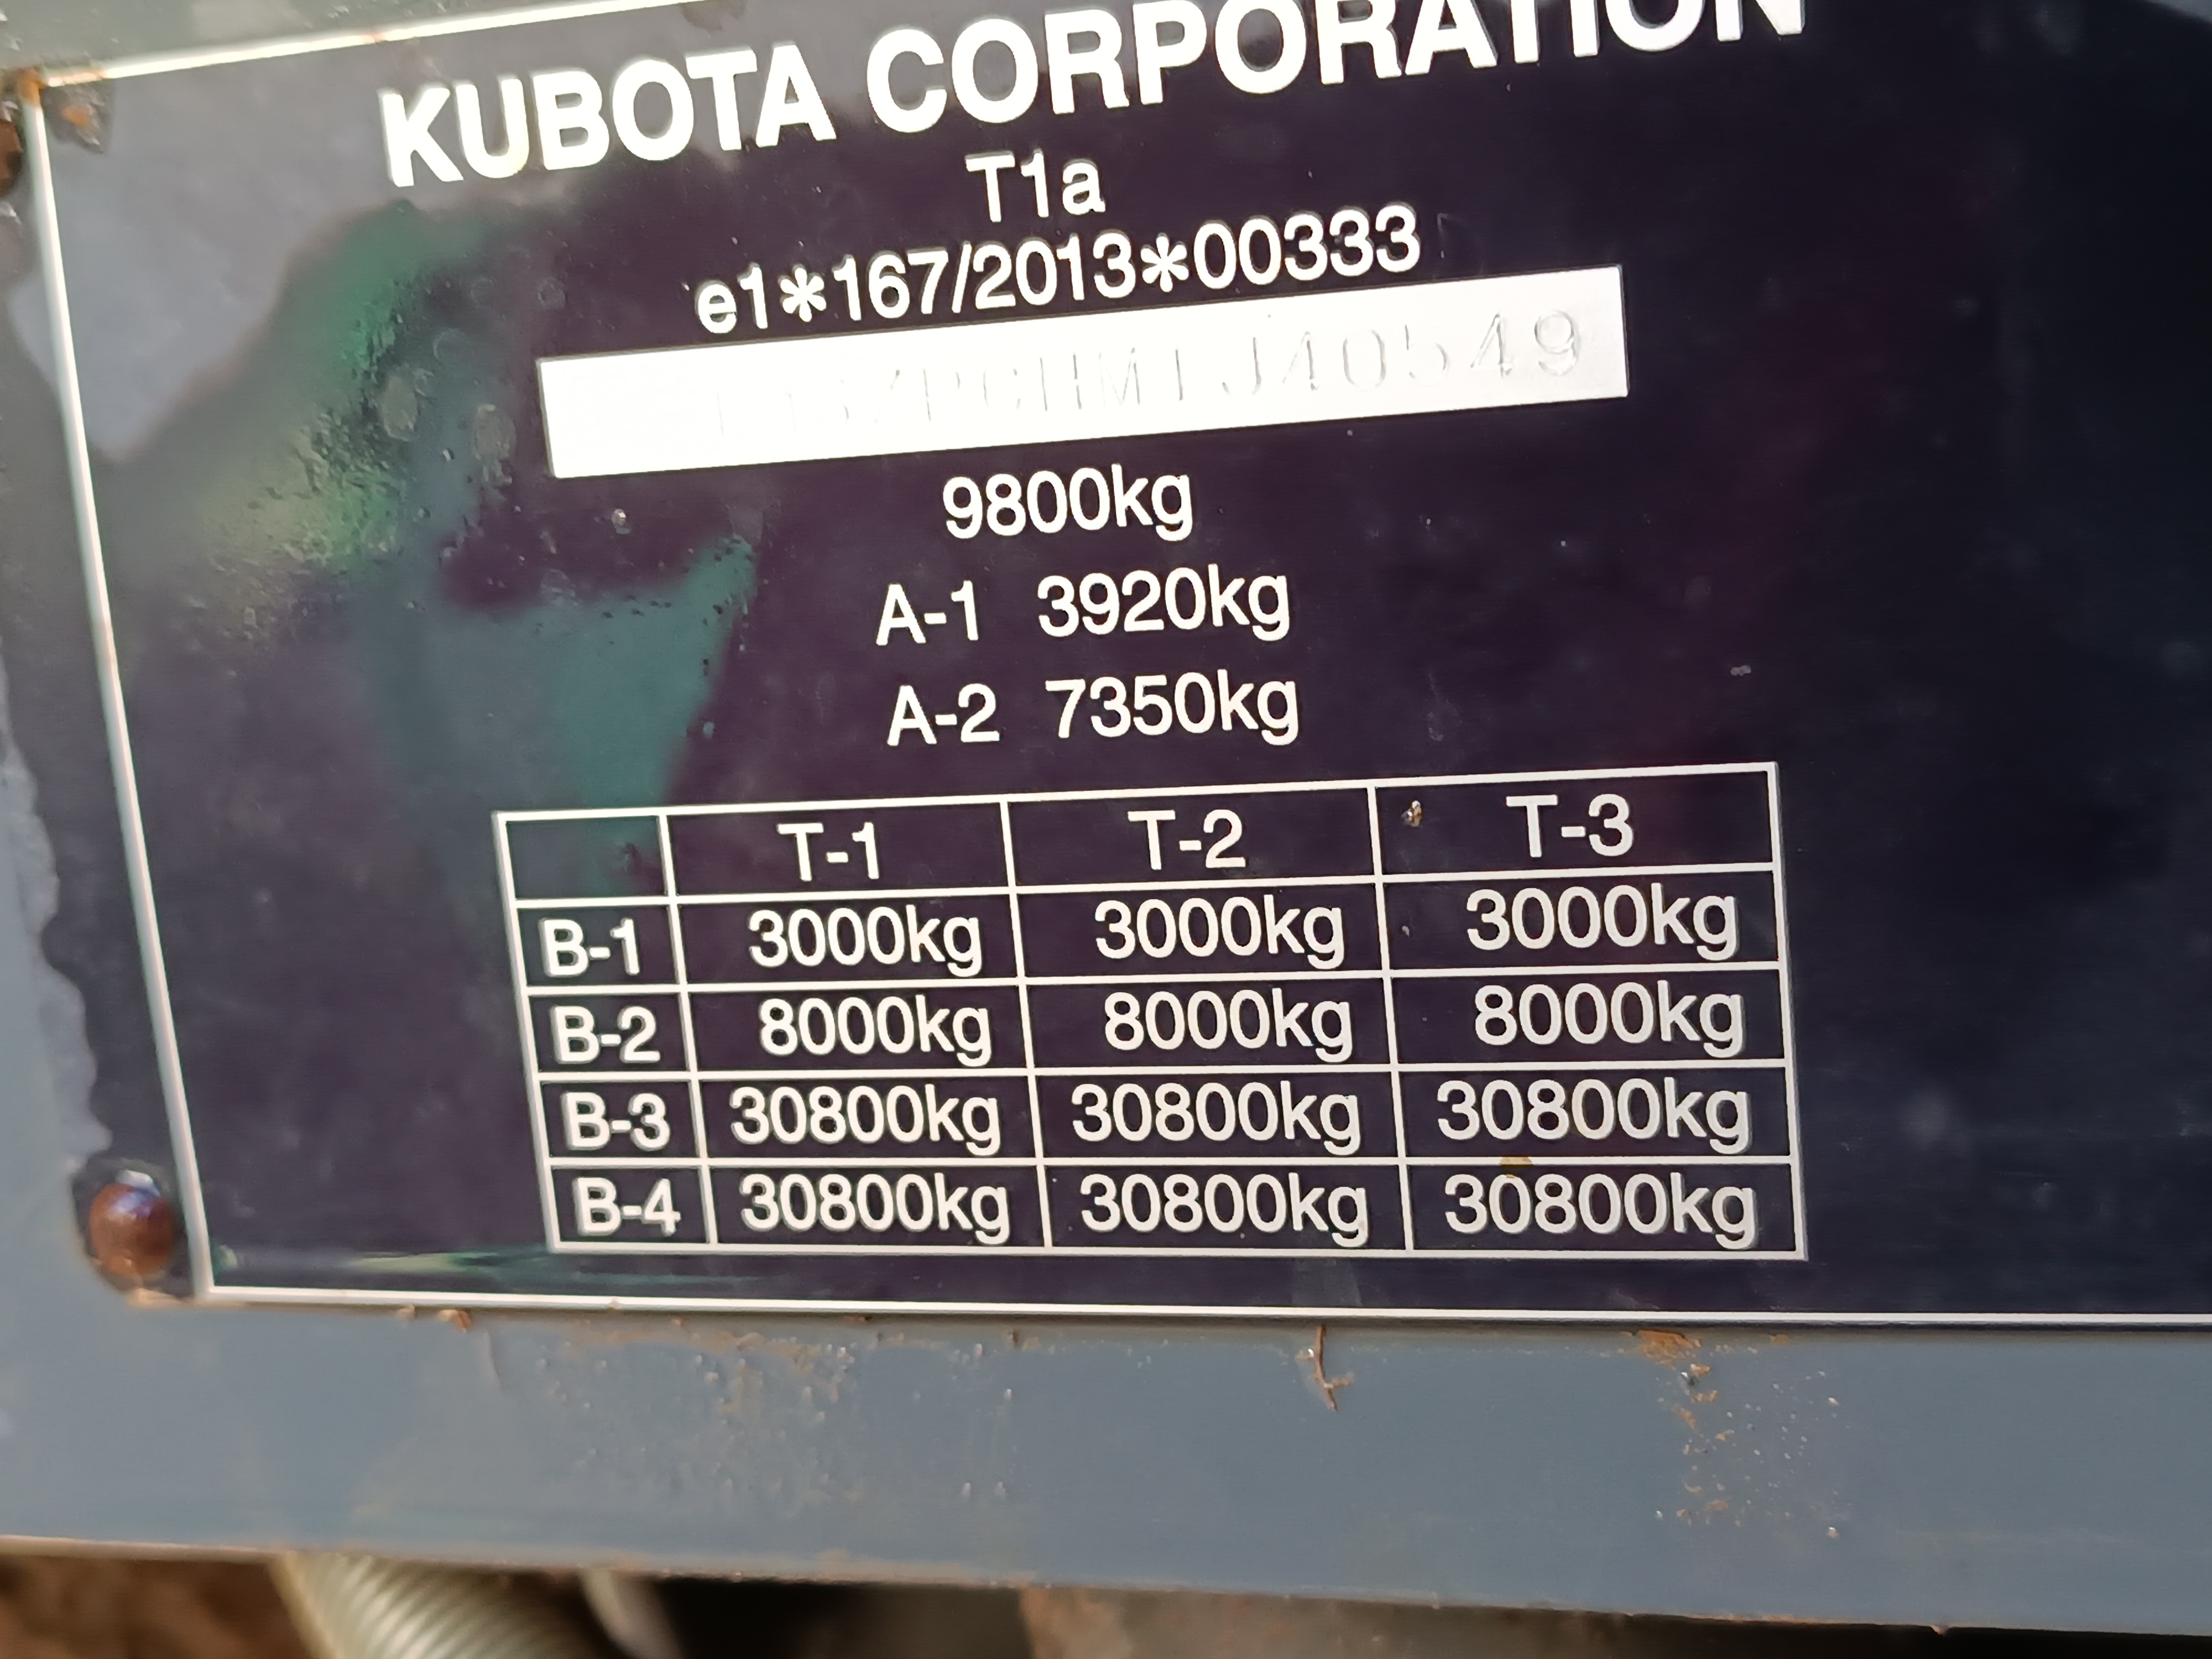 KUBOTA CORPORATION
T1a
e1*167/2013*00333
9800kg
A-1 3920kg
A-2 7350kg
T-1 T-2 T-3
B-1 3000kg 3000kg 3000kg
B-2 8000kg 8000kg 8000kg
B-3 30800kg 30800kg 30800kg
B-4 30800kg 30800kg 30800kg